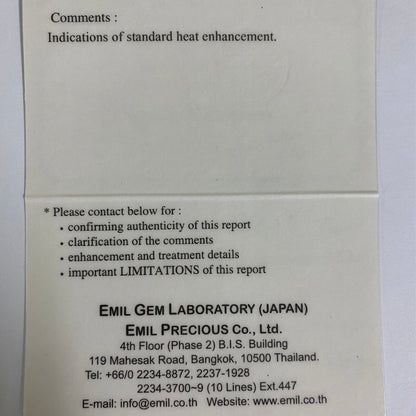 Comments :
Indications of standard heat enhancement.
* Please contact below for :
• confirming authenticity of this report
• clarification of the comments
• enhancement and treatment details
• important LIMITATIONS of this report
EMIL GEM LABORATORY (JAPAN)
EMIL PRECIOUS Co., Ltd.
4th Floor (Phase 2) B.I.S. Building
119 Mahesak Road, Bangkok, 10500 Thailand.
Tel: +66/0 2234-8872, 2237-1928
2234-3700~9 (10 Lines) Ext.447
E-mail: info@emil.co.th Website: www.emil.co.th